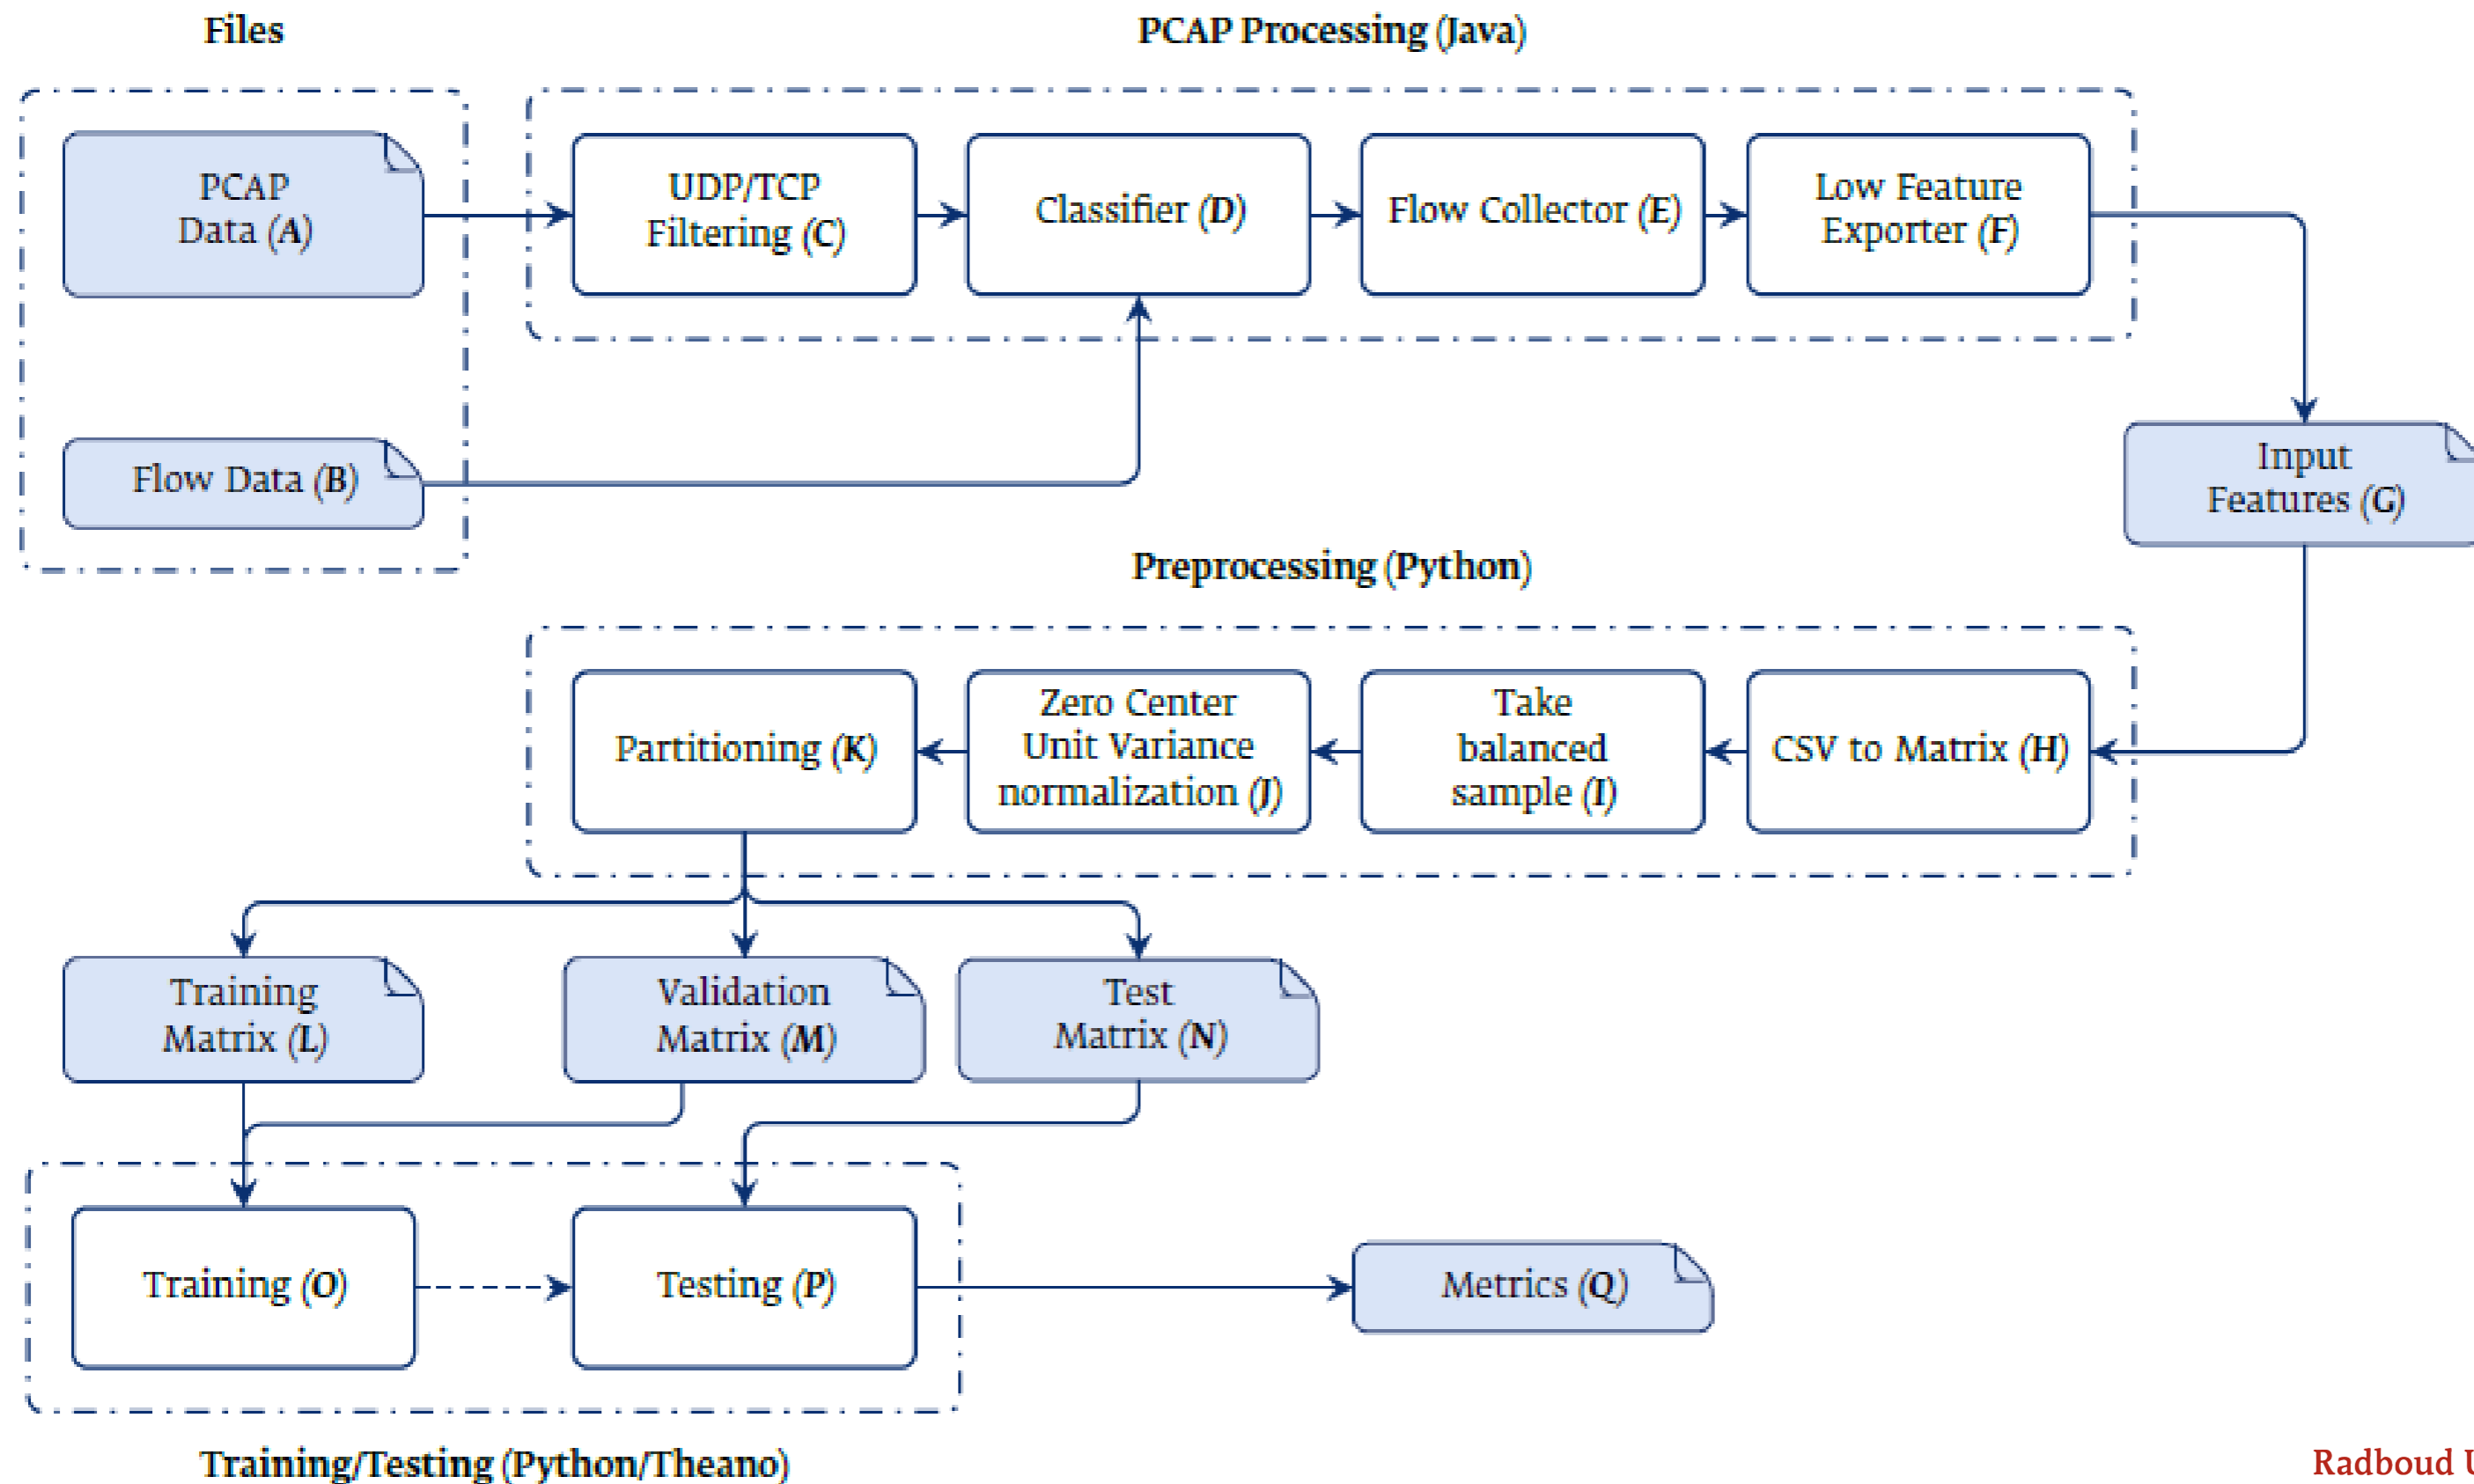 Files
PCAP Processing (Java)
PCAP
Data (A)
UDP/TCP
Filtering (C)
Classifier (D)
Flow Collector (E)
Low Feature
Exporter (F)
Flow Data (B)
Input
Features (G)
Preprocessing (Python)
Partitioning (K)
Zero Center
Unit Variance
normalization (J)
Take
balanced
sample (I)
CSV to Matrix (H)
Training
Matrix (L)
Validation
Matrix (M)
Test
Matrix (N)
Training (O)
Testing (P)
Metrics (Q)
Training/Testing (Python/Theano)
Radboud U